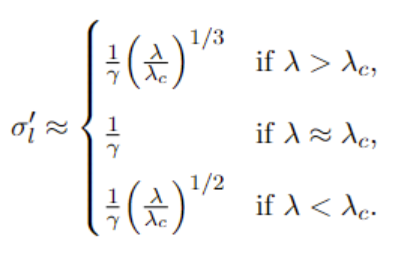 σ′_l ≈ { 1/γ (λ/λ_c)^{1/3} if λ > λ_c,
1/γ if λ ≈ λ_c,
1/γ (λ/λ_c)^{1/2} if λ < λ_c.